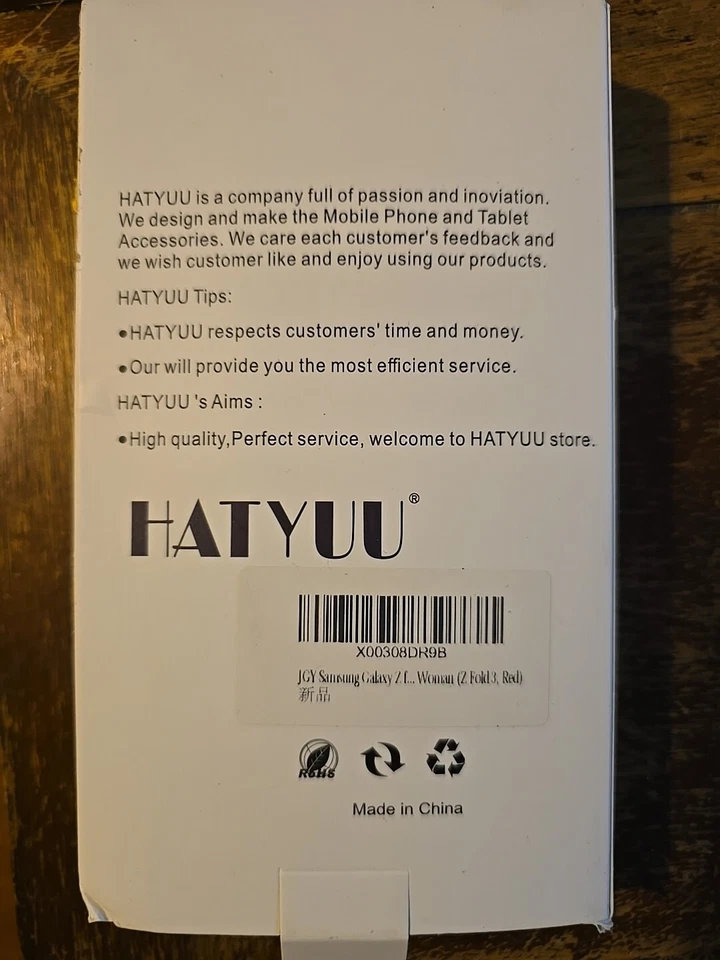 HATYUU is a company full of passion and inoviation.
We design and make the Mobile Phone and Tablet
Accessories. We care each customer's feedback and
we wish customer like and enjoy using our products.
HATYUU Tips:
•HATYUU respects customers' time and money.
•Our will provide you the most efficient service.
HATYUU 's Aims :
•High quality,Perfect service, welcome to HATYUU store.
HATYUU®
X00308DR9B
JGY Samsung Galaxy Z f... Woman (Z Fold 3, Red)
新品
RoHS
Made in China